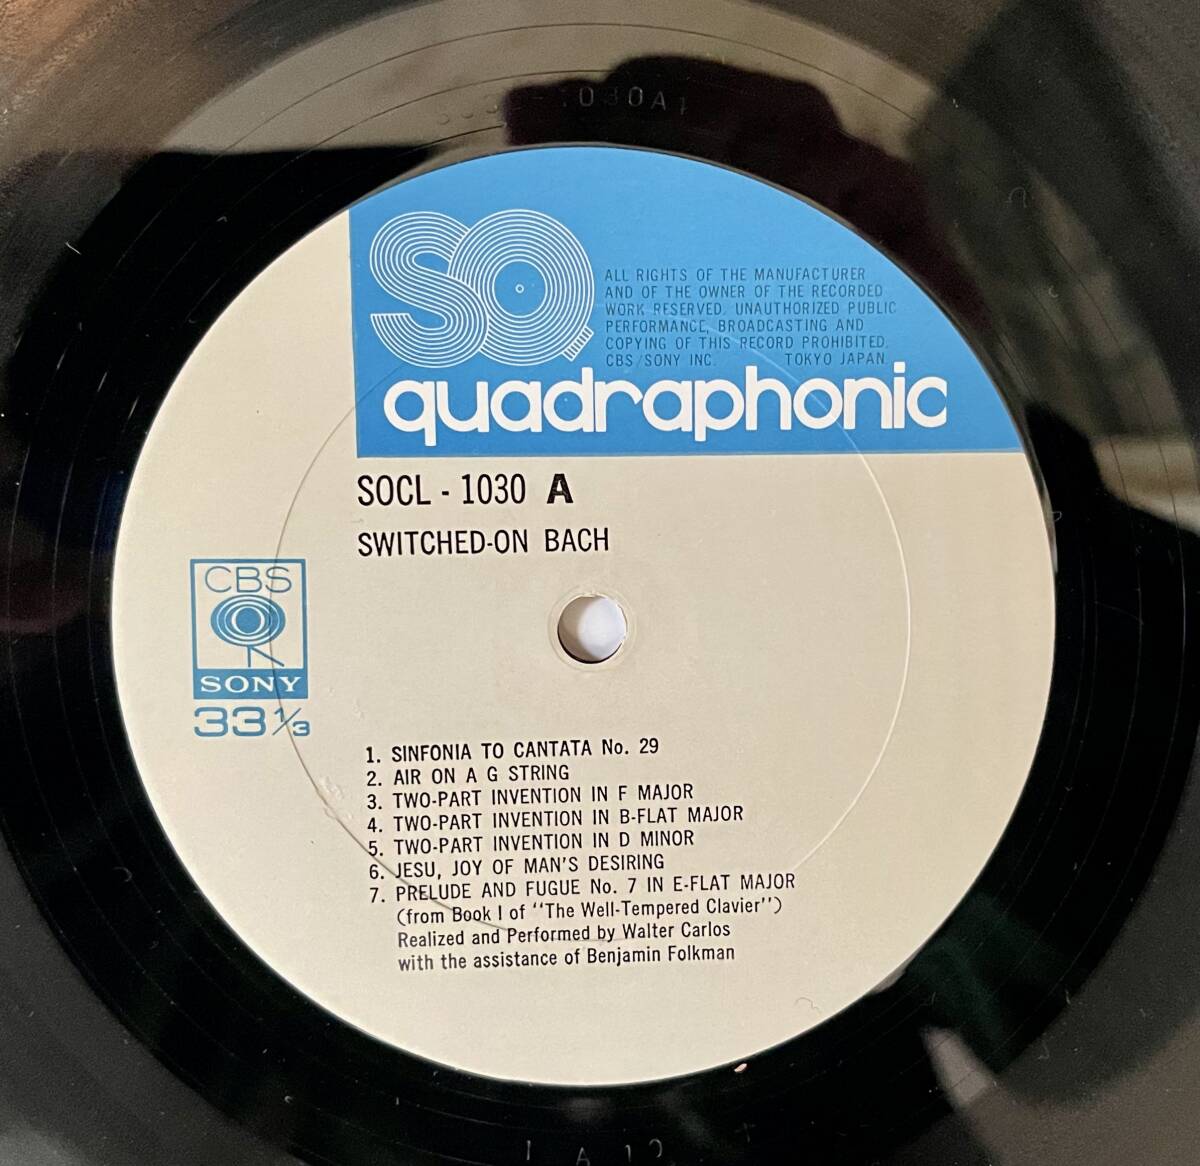 1030A1
SQ
ALL RIGHTS OF THE MANUFACTURER
AND OF THE OWNER OF THE RECORDED
WORK RESERVED. UNAUTHORIZED PUBLIC
PERFORMANCE, BROADCASTING AND
COPYING OF THIS RECORD PROHIBITED.
CBS/SONY INC. TOKYO JAPAN
quadraphonic
SOCL - 1030 A
SWITCHED-ON BACH
CBS
SONY
33 1/3
1. SINFONIA TO CANTATA No. 29
2. AIR ON A G STRING
3. TWO-PART INVENTION IN F MAJOR
4. TWO-PART INVENTION IN B-FLAT MAJOR
5. TWO-PART INVENTION IN D MINOR
6. JESU, JOY OF MAN'S DESIRING
7. PRELUDE AND FUGUE No. 7 IN E-FLAT MAJOR
(from Book I of "The Well-Tempered Clavier")
Realized and Performed by Walter Carlos
with the assistance of Benjamin Folkman